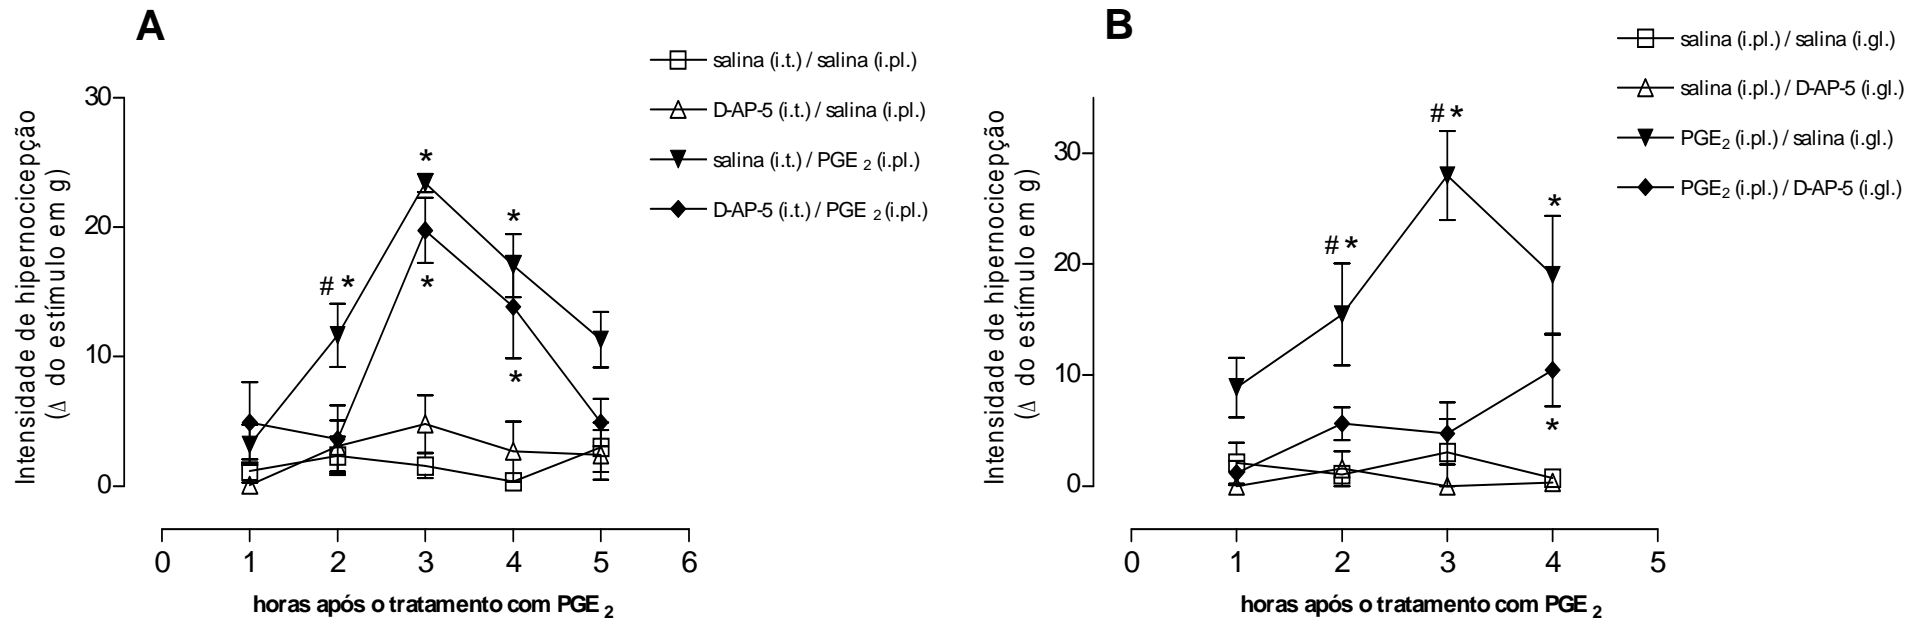 A
salina (i.t.) / salina (i.pl.)
D-AP-5 (i.t.) / salina (i.pl.)
salina (i.t.) / PGE 2 (i.pl.)
D-AP-5 (i.t.) / PGE 2 (i.pl.)
Intensidade de hipernocicepção
(Δ do estímulo em g)
30
20
10
0
# *
*
*
*
*
0 1 2 3 4 5 6
horas após o tratamento com PGE 2
B
salina (i.pl.) / salina (i.gl.)
salina (i.pl.) / D-AP-5 (i.gl.)
PGE2 (i.pl.) / salina (i.gl.)
PGE2 (i.pl.) / D-AP-5 (i.gl.)
Intensidade de hipernocicepção
(Δ do estímulo em g)
30
20
10
0
# *
# *
*
*
0 1 2 3 4 5
horas após o tratamento com PGE 2